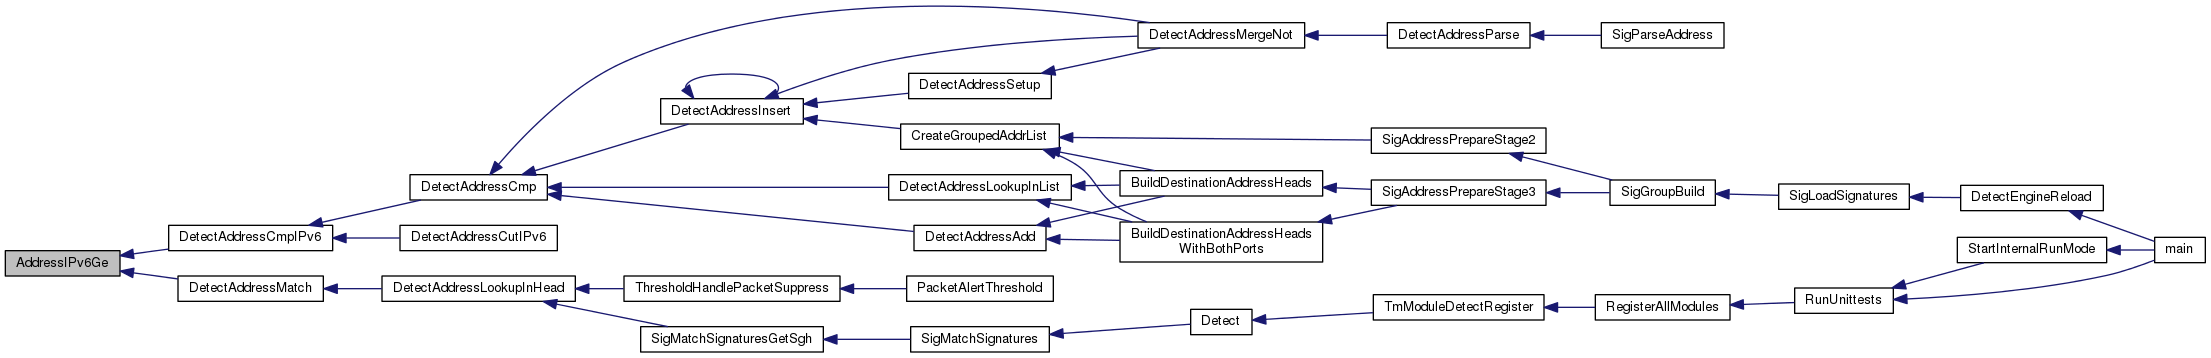 AddressIPv6Ge
DetectAddressCmpIPv6
DetectAddressMatch
DetectAddressCmp
DetectAddressCutIPv6
DetectAddressLookupInHead
DetectAddressInsert
DetectAddressSetup
CreateGroupedAddrList
DetectAddressLookupInList
DetectAddressAdd
ThresholdHandlePacketSuppress
PacketAlertThreshold
SigMatchSignaturesGetSgh
SigMatchSignatures
DetectAddressMergeNot
DetectAddressParse
SigParseAddress
BuildDestinationAddressHeads
BuildDestinationAddressHeads
WithBothPorts
SigAddressPrepareStage2
SigAddressPrepareStage3
SigGroupBuild
SigLoadSignatures
DetectEngineReload
Detect
TmModuleDetectRegister
RegisterAllModules
RunUnittests
StartInternalRunMode
main